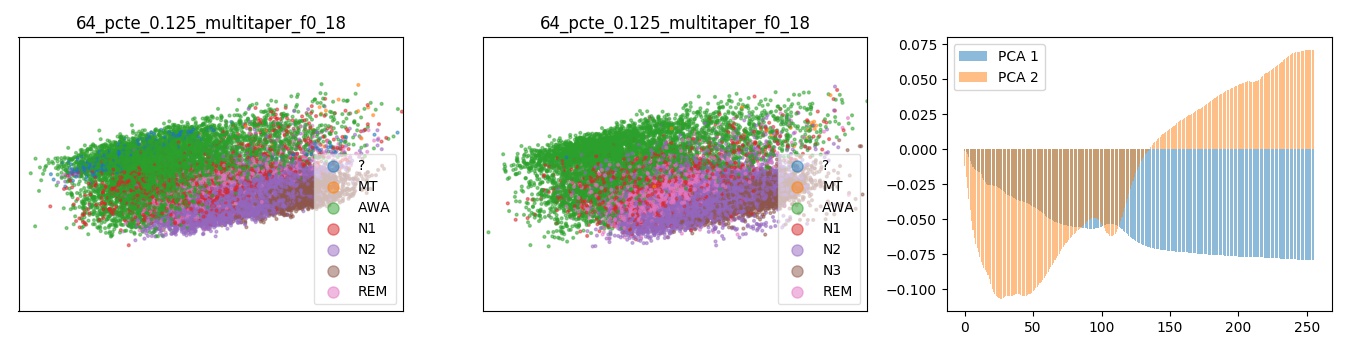 64_pcte_0.125_multitaper_f0_18
?
MT
AWA
N1
N2
N3
REM
64_pcte_0.125_multitaper_f0_18
?
MT
AWA
N1
N2
N3
REM
PCA 1
PCA 2
0.075
0.050
0.025
0.000
−0.025
−0.050
−0.075
−0.100
0
50
100
150
200
250